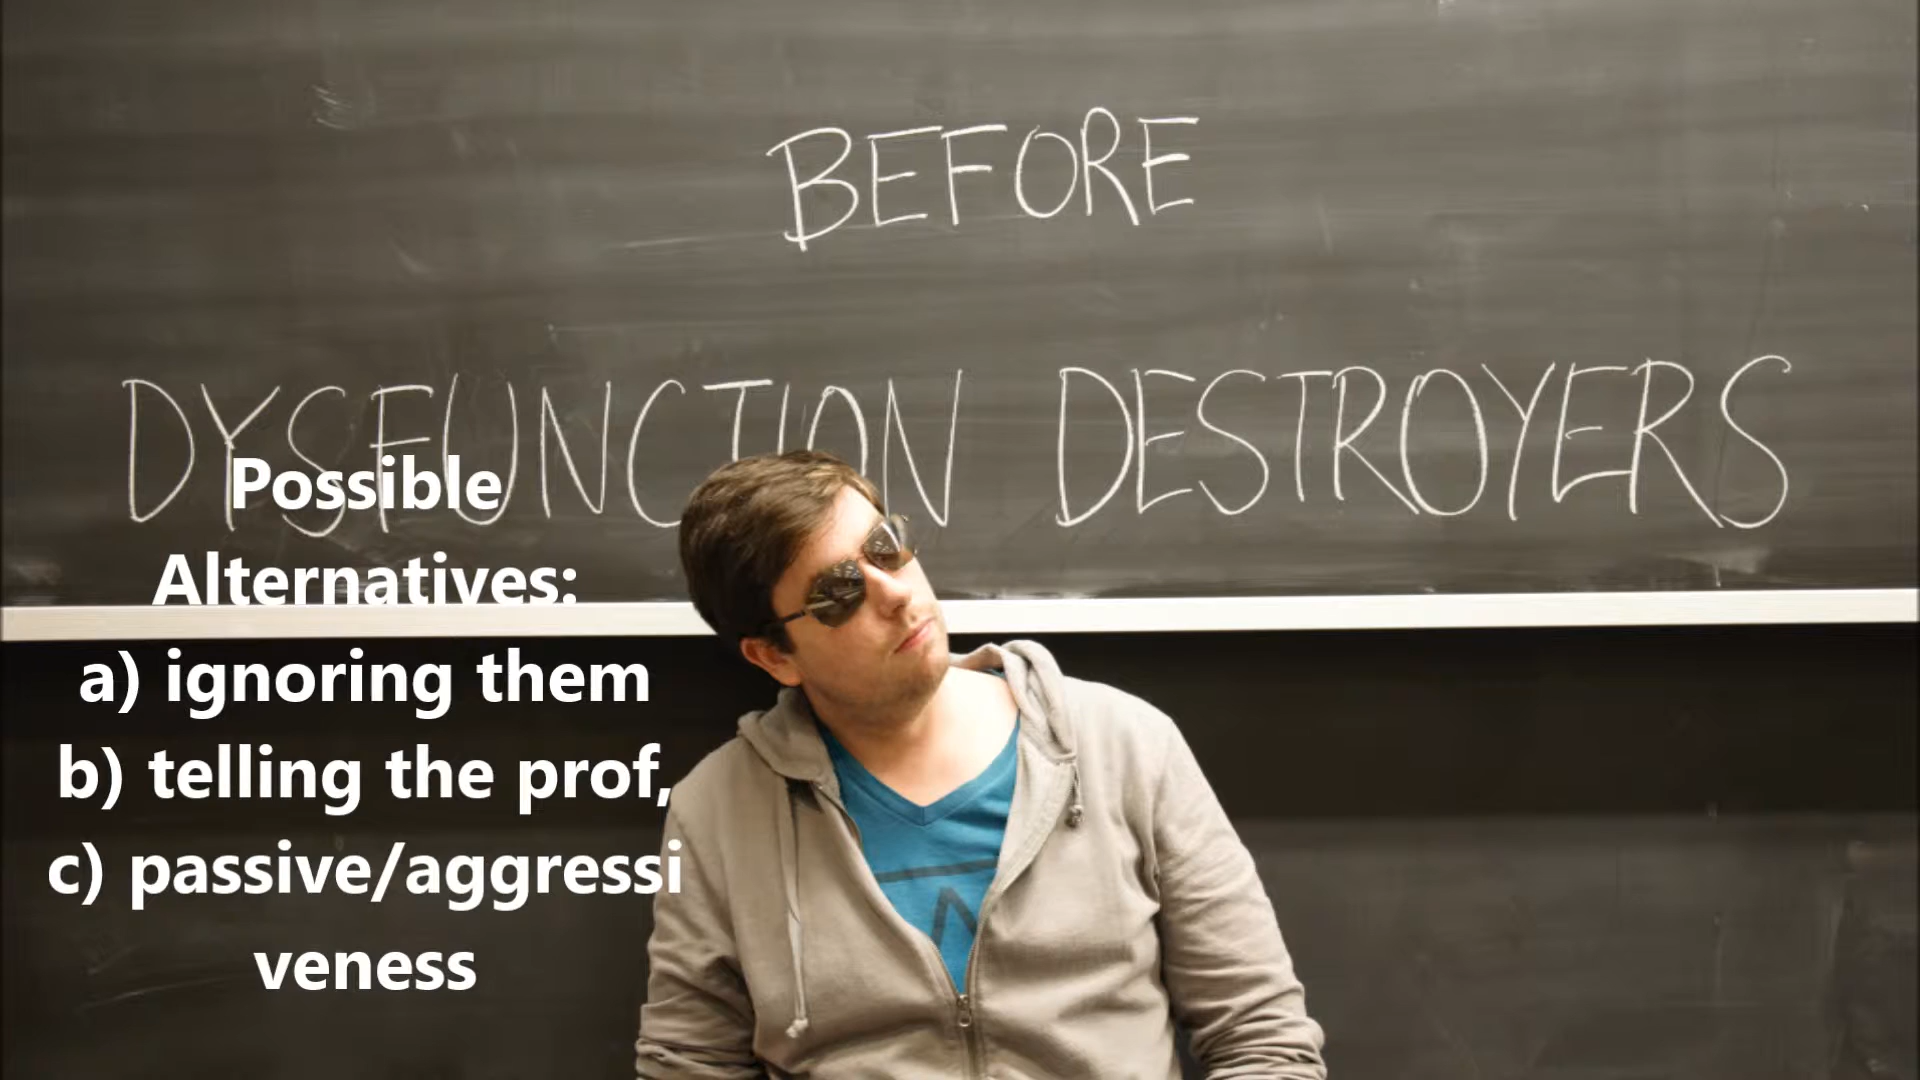 BEFORE
DYSFUNCTION DESTROYERS
Possible
Alternatives:
a) ignoring them
b) telling the prof,
c) passive/aggressi
veness